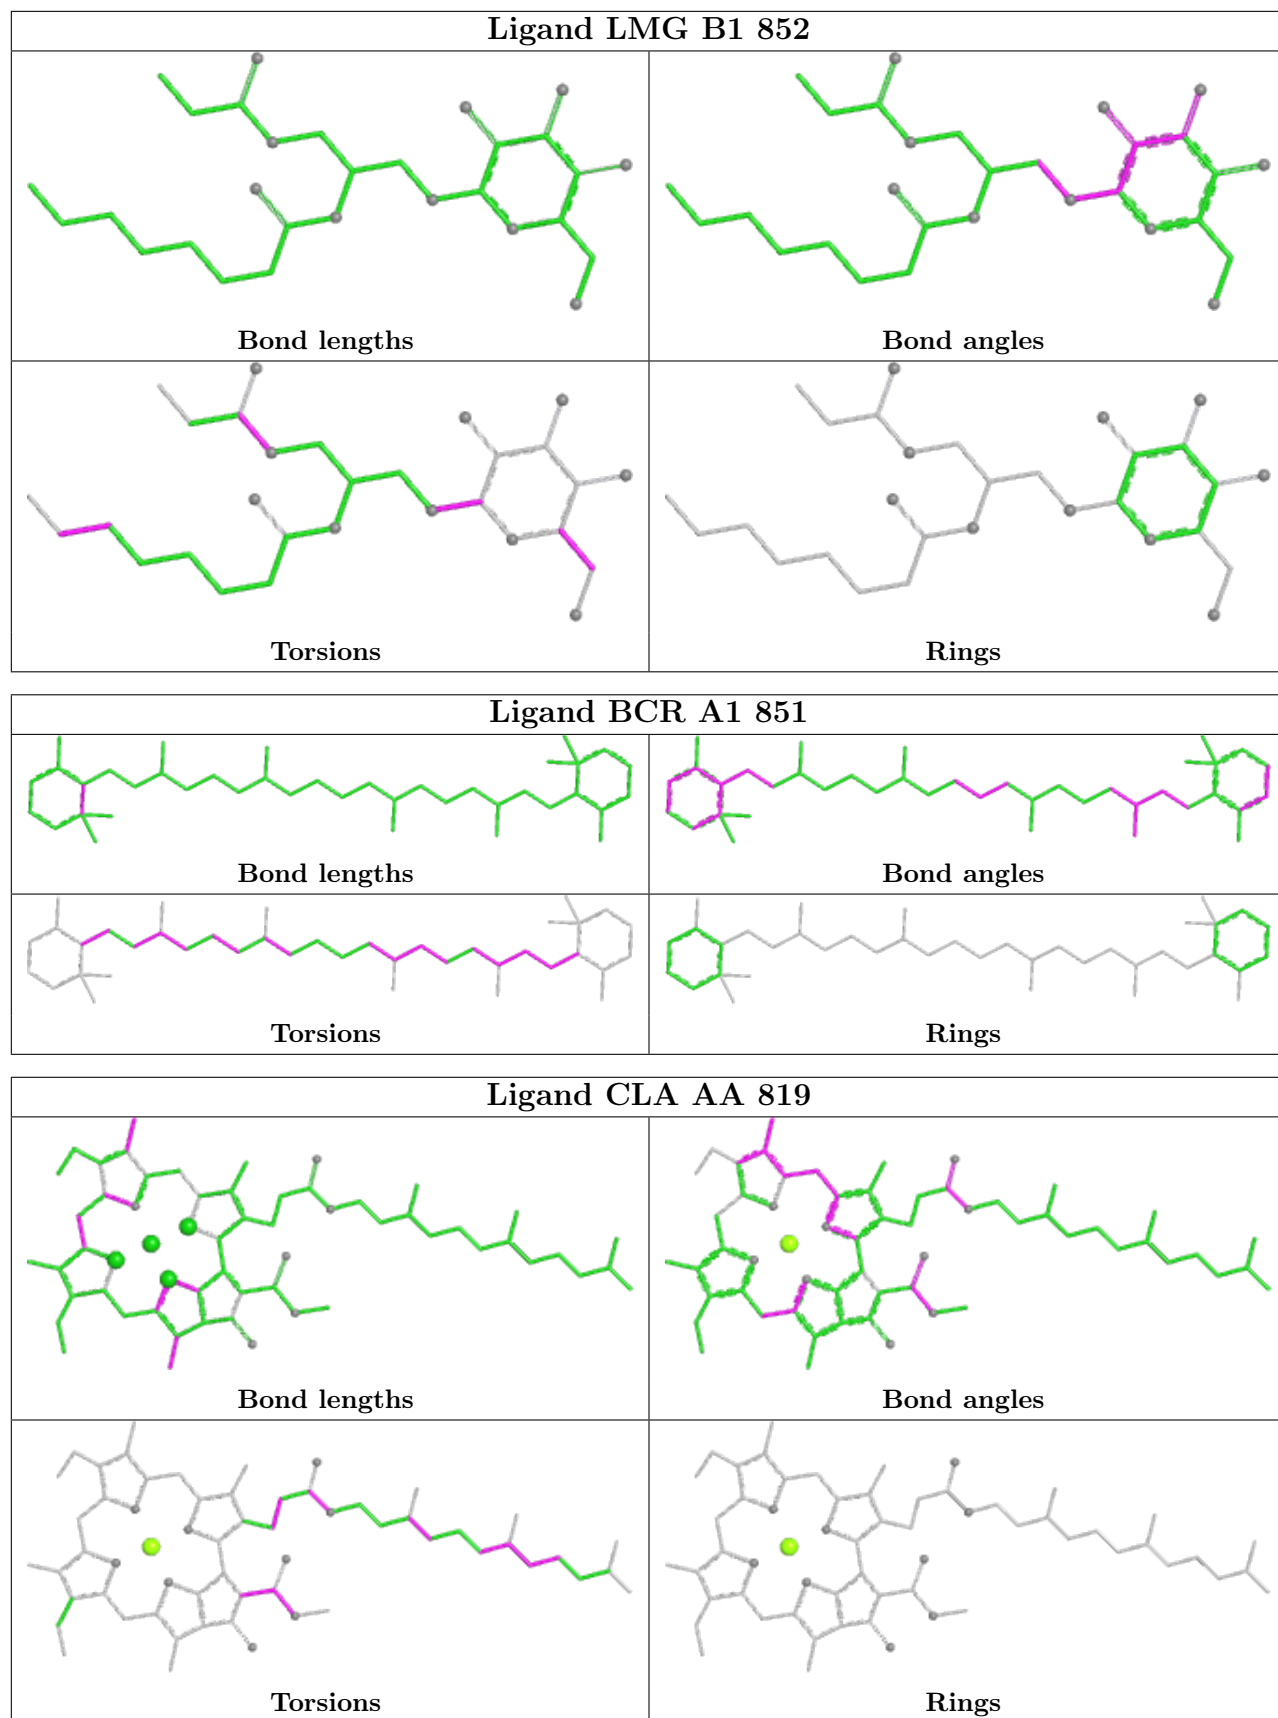 Ligand LMG B1 852
Bond lengths
Bond angles
Torsions
Rings
Ligand BCR A1 851
Bond lengths
Bond angles
Torsions
Rings
Ligand CLA AA 819
Bond lengths
Bond angles
Torsions
Rings